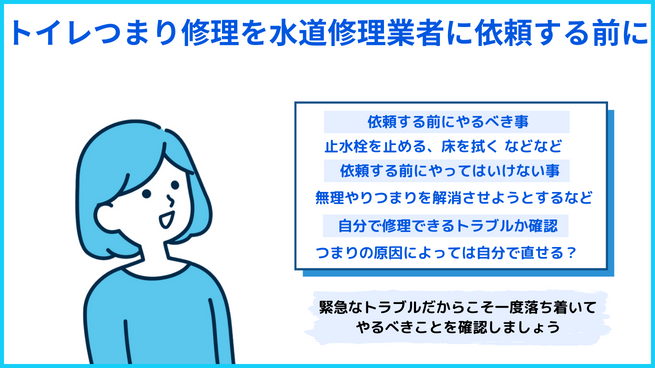 トイレつまり修理を水道修理業者に依頼する前に
依頼する前にやるべき事
止水栓を止める、床を拭く などなど
依頼する前にやってはいけない事
無理やりつまりを解消させようとするなど
自分で修理できるトラブルか確認
つまりの原因によっては自分で直せる？
緊急なトラブルだからこそ一度落ち着いて
やるべきことを確認しましょう